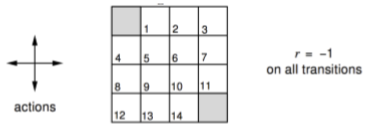 1 2 3
4 5 6 7
8 9 10 11
12 13 14
actions
r = −1
on all transitions